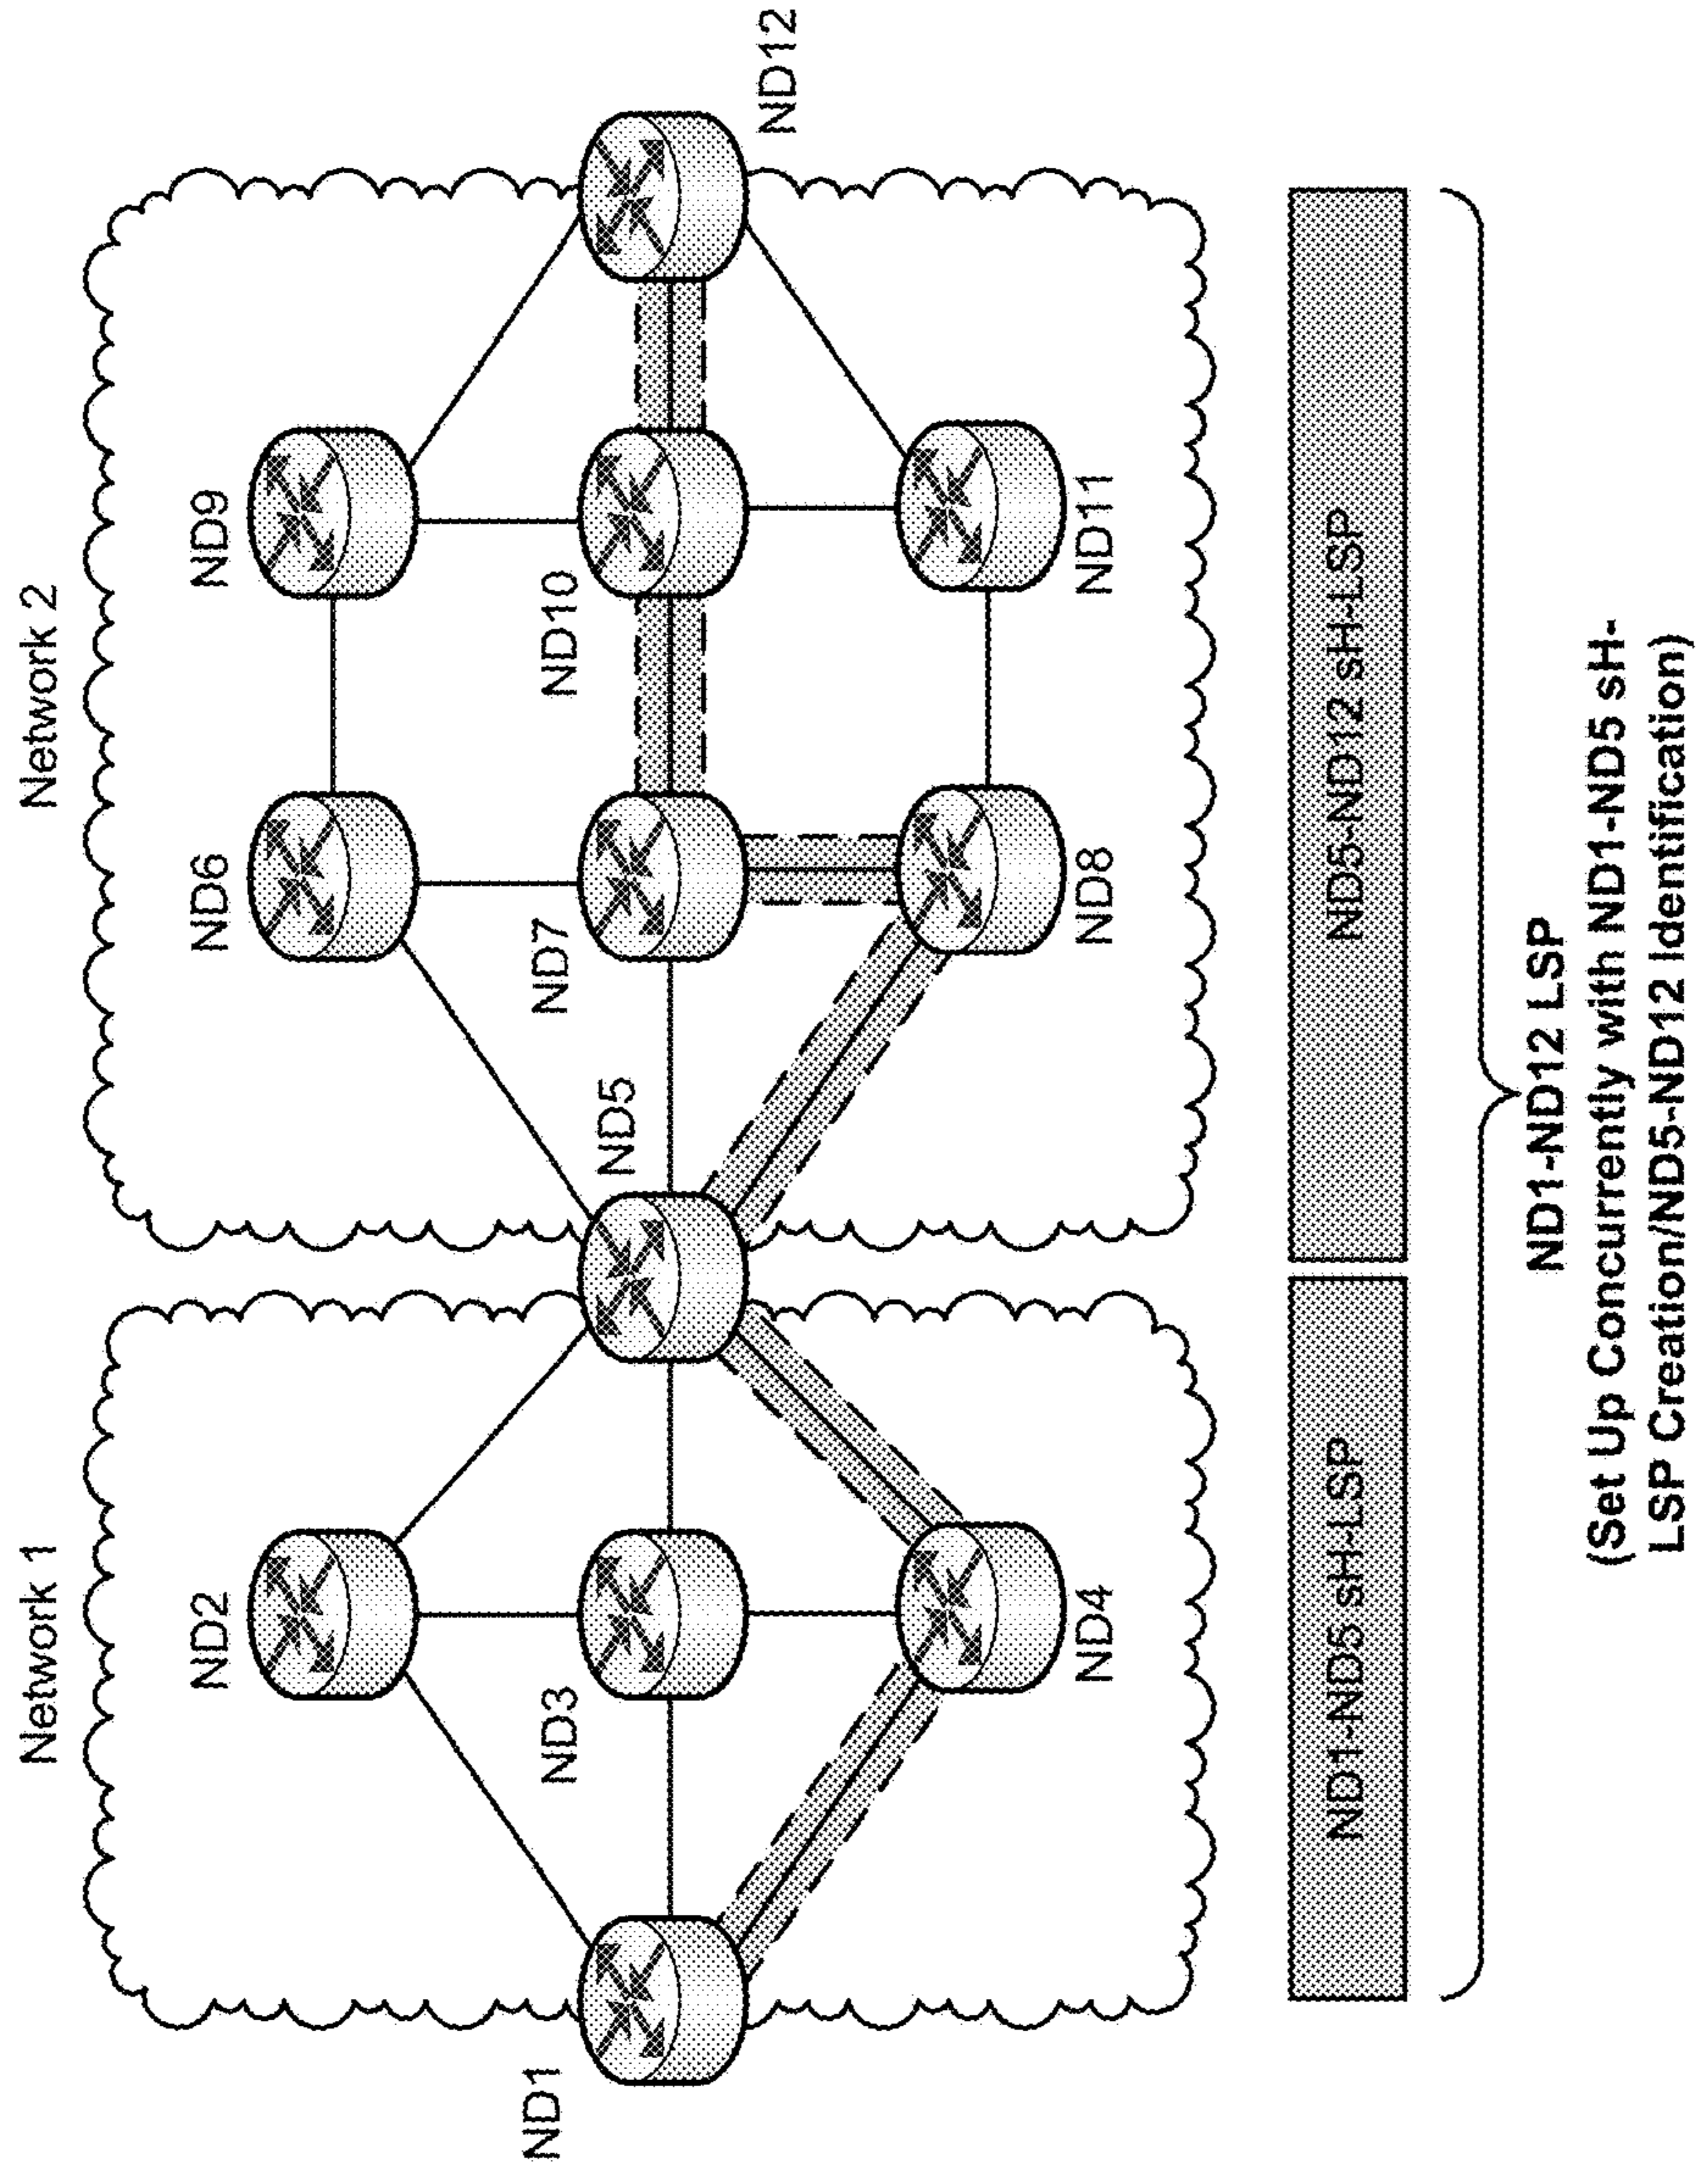 Network 1
Network 2
ND2
ND6
ND9
ND1
ND3
ND5
ND7
ND10
ND12
ND4
ND8
ND11
ND1-ND5 sH-LSP
ND5-ND12 sH-LSP
ND1-ND12 LSP
(Set Up Concurrently with ND1-ND5 sH-
LSP Creation/ND5-ND12 Identification)